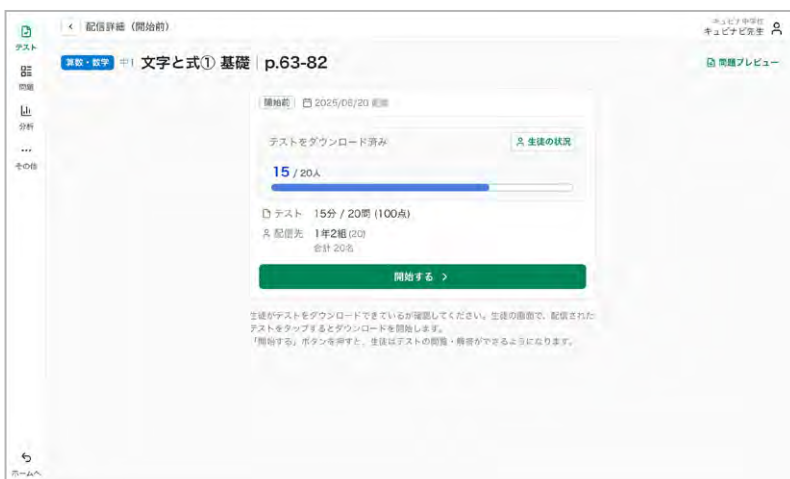 配信詳細（開始前）
キュビナ中学校
キュビナビ先生
テスト
問題
分析
その他
ホームへ
算数・数学 中1 文字と式① 基礎 | p.63-82
問題プレビュー
開始前 2025/06/20
テストをダウンロード済み
生徒の状況
15 / 20人
テスト 15分 / 20問 (100点)
配信先 1年2組 (20)
合計 20名
開始する
生徒がテストをダウンロードできているか確認してください。生徒の画面で、配信された
テストをタップするとダウンロードを開始します。
「開始する」ボタンを押すと、生徒はテストの閲覧・解答ができるようになります。